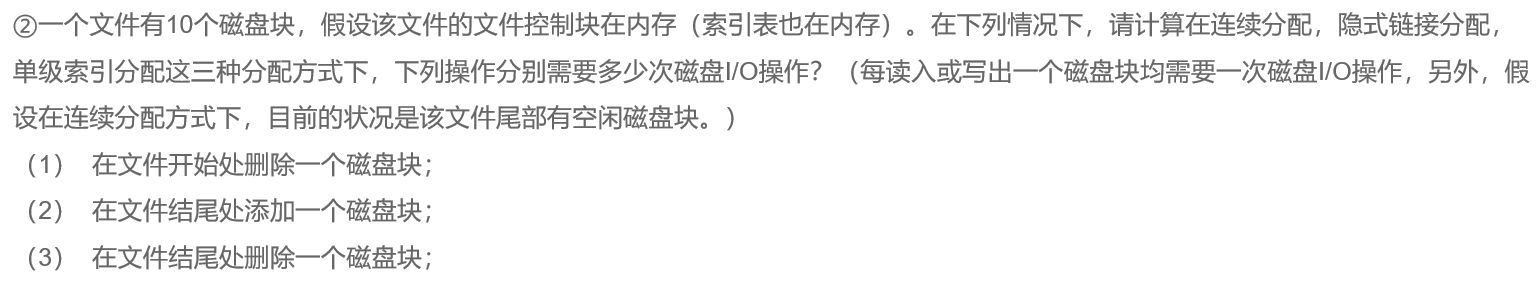 ②一个文件有10个磁盘块，假设该文件的文件控制块在内存（索引表也在内存）。在下列情况下，请计算在连续分配，隐式链接分配，
单级索引分配这三种分配方式下，下列操作分别需要多少次磁盘I/O操作？（每读入或写出一个磁盘块均需要一次磁盘I/O操作，另外，假
设在连续分配方式下，目前的状况是该文件尾部有空闲磁盘块。）
（1） 在文件开始处删除一个磁盘块；
（2） 在文件结尾处添加一个磁盘块；
（3） 在文件结尾处删除一个磁盘块；